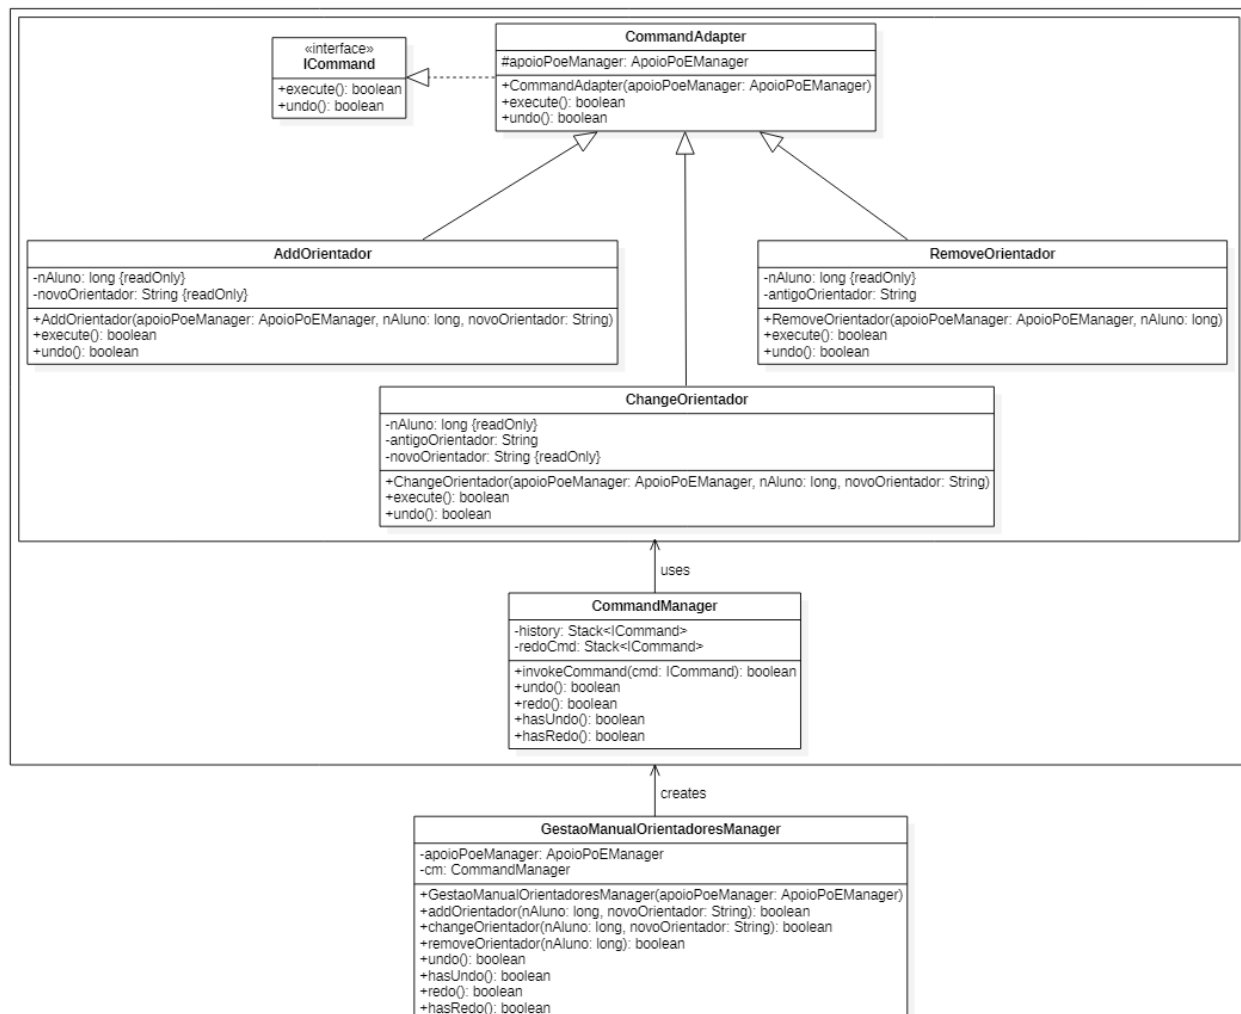 «interface»
ICommand
+execute(): boolean
+undo(): boolean
CommandAdapter
#apoioPoeManager: ApoioPoEManager
+CommandAdapter(apoioPoeManager: ApoioPoEManager)
+execute(): boolean
+undo(): boolean
AddOrientador
-nAluno: long {readOnly}
-novoOrientador: String {readOnly}
+AddOrientador(apoioPoeManager: ApoioPoEManager, nAluno: long, novoOrientador: String)
+execute(): boolean
+undo(): boolean
RemoveOrientador
-nAluno: long {readOnly}
-antigoOrientador: String
+RemoveOrientador(apoioPoeManager: ApoioPoEManager, nAluno: long)
+execute(): boolean
+undo(): boolean
ChangeOrientador
-nAluno: long {readOnly}
-antigoOrientador: String
-novoOrientador: String {readOnly}
+ChangeOrientador(apoioPoeManager: ApoioPoEManager, nAluno: long, novoOrientador: String)
+execute(): boolean
+undo(): boolean
uses
CommandManager
-history: Stack<ICommand>
-redoCmd: Stack<ICommand>
+invokeCommand(cmd: ICommand): boolean
+undo(): boolean
+redo(): boolean
+hasUndo(): boolean
+hasRedo(): boolean
creates
GestaoManualOrientadoresManager
-apoioPoeManager: ApoioPoEManager
-cm: CommandManager
+GestaoManualOrientadoresManager(apoioPoeManager: ApoioPoEManager)
+addOrientador(nAluno: long, novoOrientador: String): boolean
+changeOrientador(nAluno: long, novoOrientador: String): boolean
+removeOrientador(nAluno: long): boolean
+undo(): boolean
+hasUndo(): boolean
+redo(): boolean
+hasRedo(): boolean